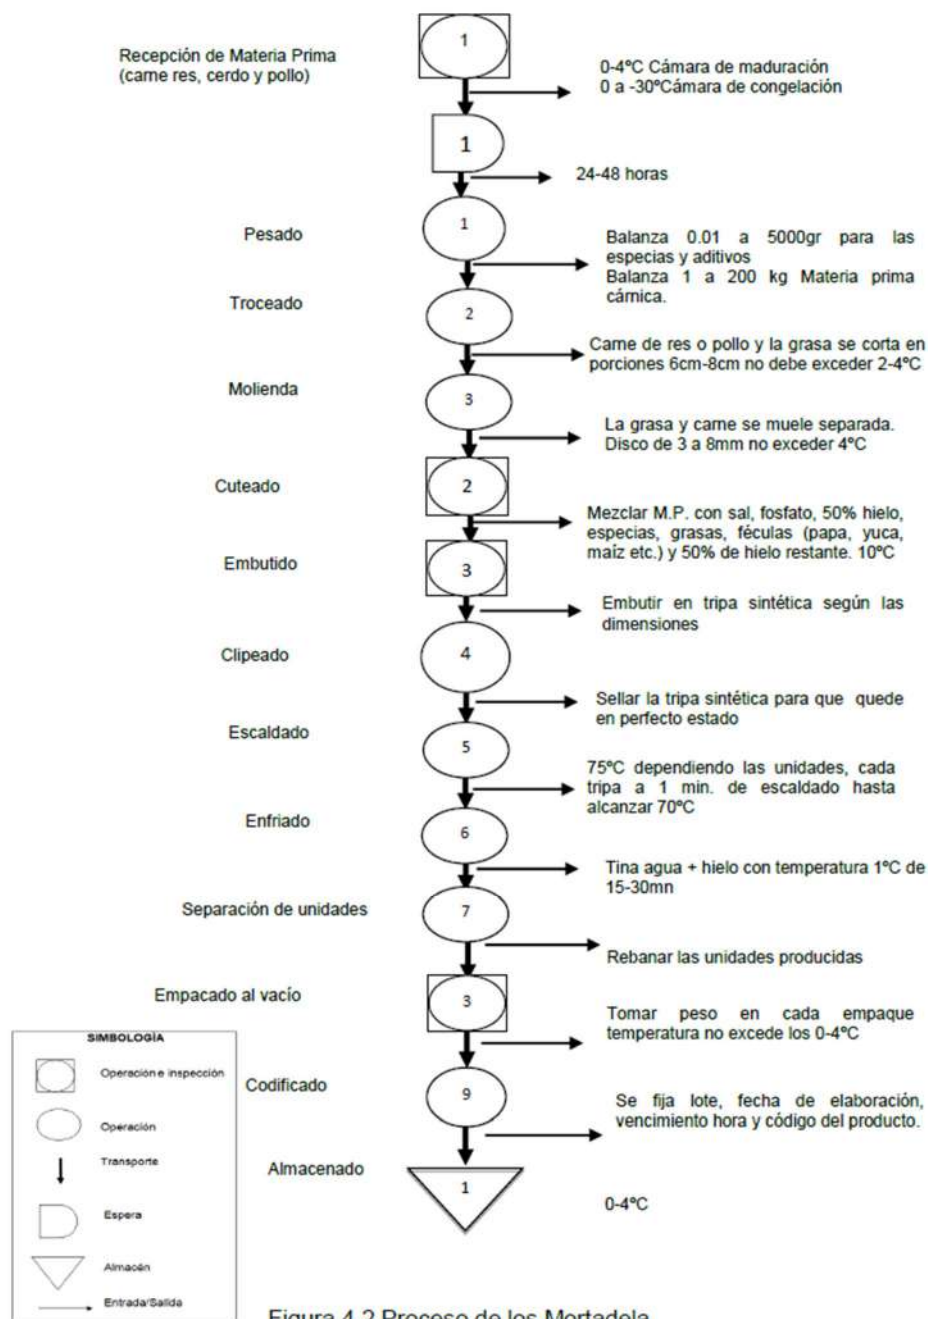 1
Recepción de Materia Prima
(carne res, cerdo y pollo)
0-4ºC Cámara de maduración
0 a -30ºCámara de congelación
1
24-48 horas
Pesado
1
Balanza 0.01 a 5000gr para las
especias y aditivos
Balanza 1 a 200 kg Materia prima
cárnica.
Troceado
2
Carne de res o pollo y la grasa se corta en
porciones 6cm-8cm no debe exceder 2-4ºC
Molienda
3
La grasa y carne se muele separada.
Disco de 3 a 8mm no exceder 4ºC
Cuteado
2
Mezclar M.P. con sal, fosfato, 50% hielo,
especias, grasas, féculas (papa, yuca,
maíz etc.) y 50% de hielo restante. 10ºC
Embutido
3
Embutir en tripa sintética según las
dimensiones
Clipeado
4
Sellar la tripa sintética para que quede
en perfecto estado
Escaldado
5
75ºC dependiendo las unidades, cada
tripa a 1 min. de escaldado hasta
alcanzar 70ºC
Enfriado
6
Tina agua + hielo con temperatura 1ºC de
15-30mn
Separación de unidades
7
Rebanar las unidades producidas
Empacado al vacío
3
Tomar peso en cada empaque
temperatura no excede los 0-4ºC
Codificado
9
Se fija lote, fecha de elaboración,
vencimiento hora y código del producto.
Almacenado
1
0-4ºC
SIMBOLOGÍA
Operación e inspección
Operación
Transporte
Espera
Almacén
Entrada/Salida
Figura 4.2 Proceso de los Mortadela